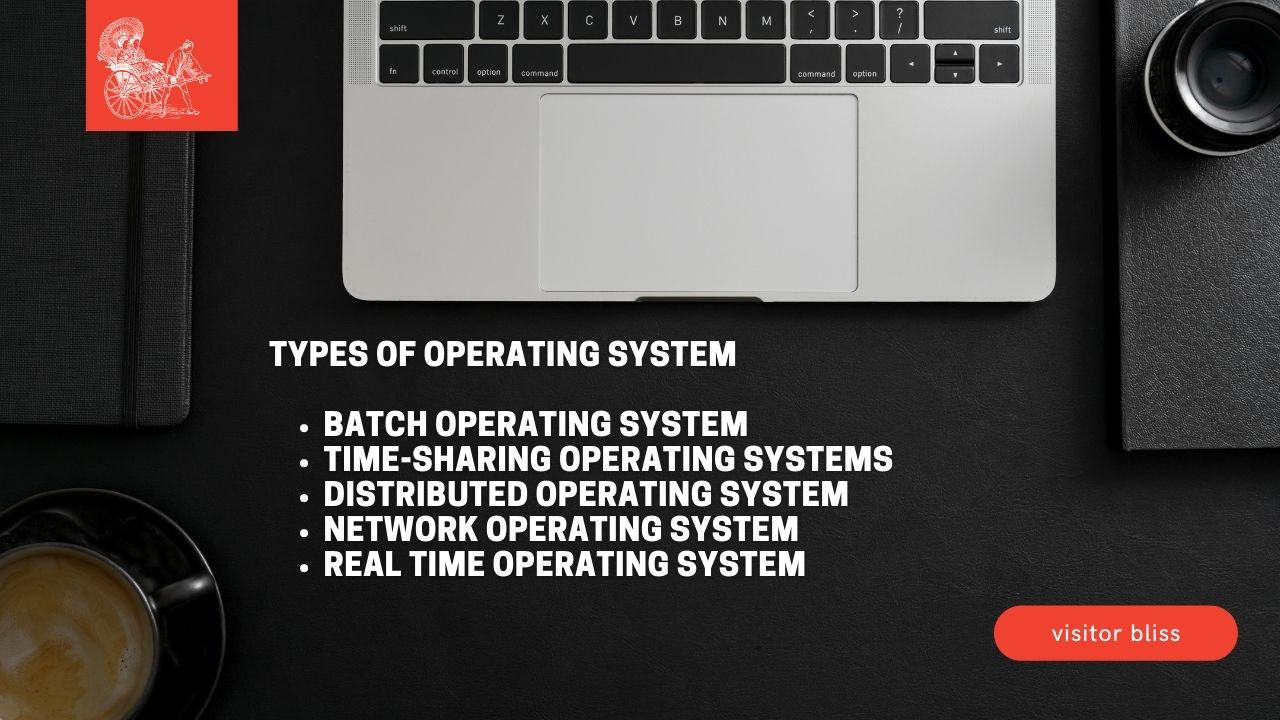 shift Z X C V B N M < , > . ? / shift
fn control option command command option
TYPES OF OPERATING SYSTEM
BATCH OPERATING SYSTEM
TIME-SHARING OPERATING SYSTEMS
DISTRIBUTED OPERATING SYSTEM
NETWORK OPERATING SYSTEM
REAL TIME OPERATING SYSTEM
visitor bliss